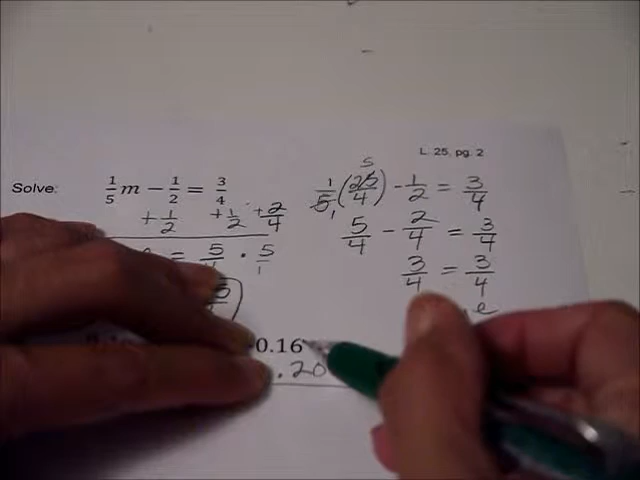 L. 25, pg. 2
Solve: 1/5 m − 1/2 = 3/4
+ 1/2 + 1/2 + 2/4
= 5/4 · 5/1
1/5 (25/4) - 1/2 = 3/4
5 1
5/4 - 2/4 = 3/4
3/4 = 3/4
0.16
.20